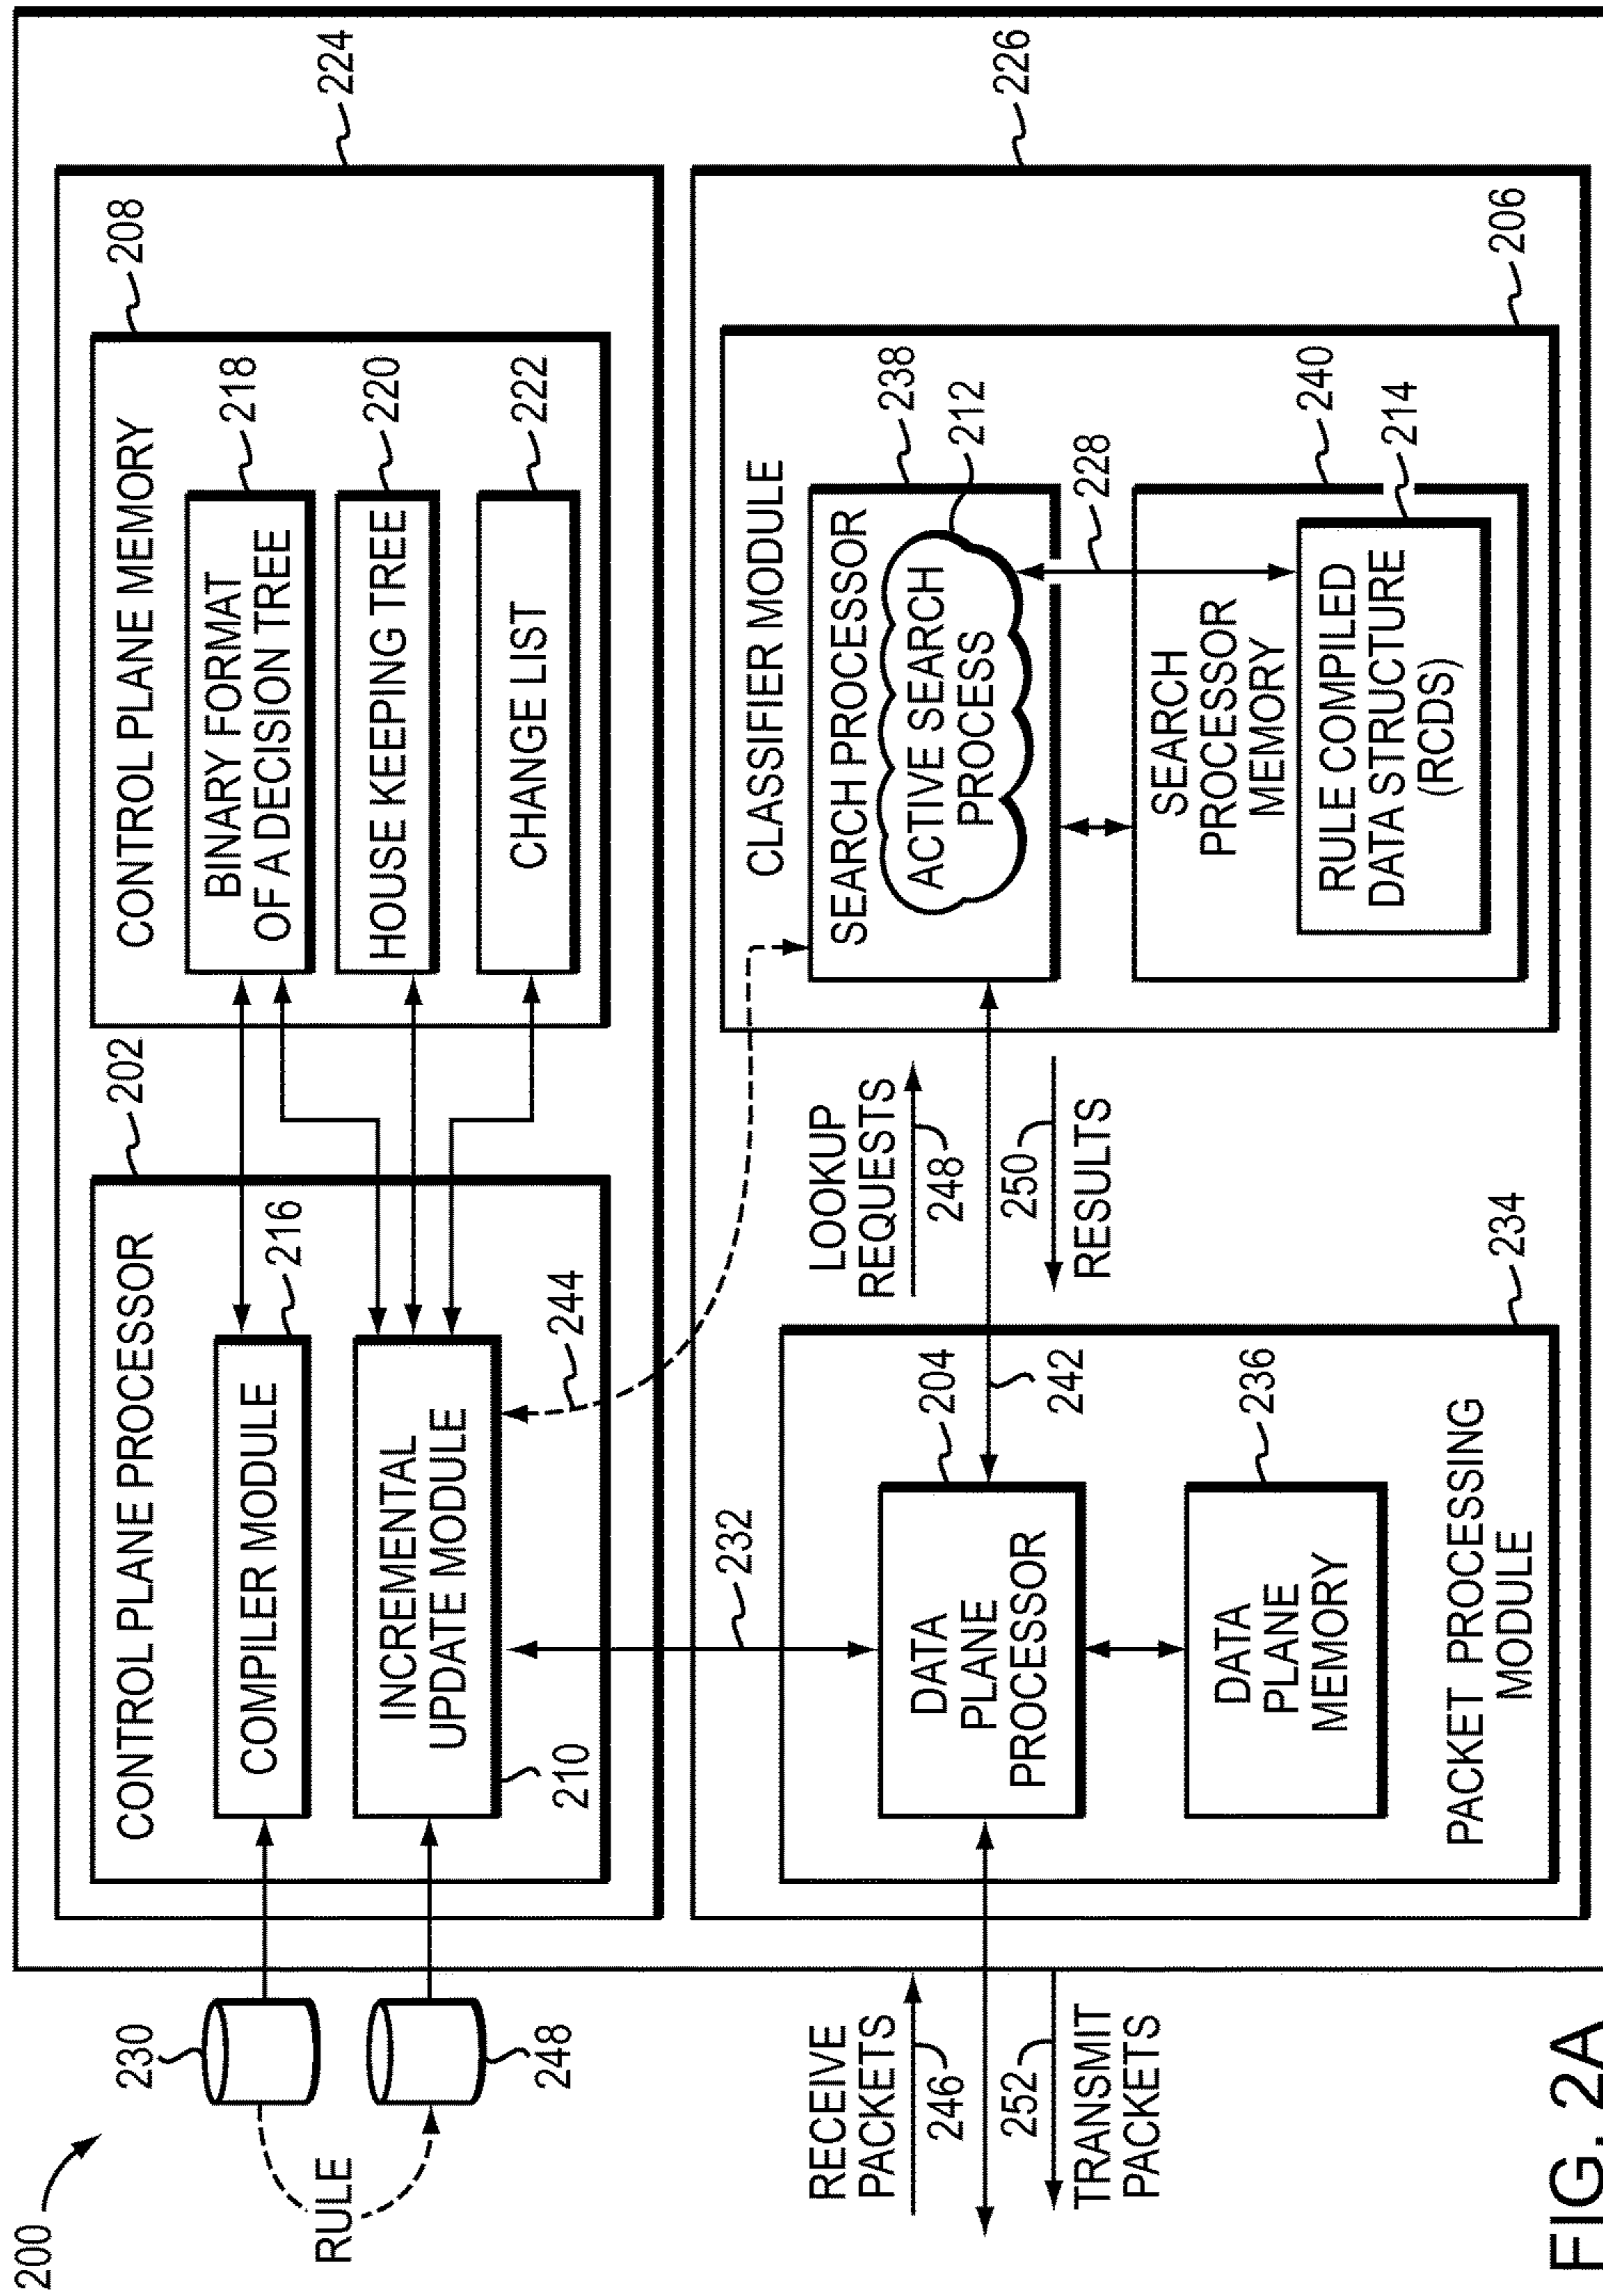 200
230
RULE
248
CONTROL PLANE PROCESSOR
202
COMPILER MODULE
216
INCREMENTAL
UPDATE MODULE
210
244
CONTROL PLANE MEMORY
208
BINARY FORMAT
OF A DECISION TREE
218
HOUSE KEEPING TREE
220
CHANGE LIST
222
224
226
232
RECEIVE
PACKETS
246
252
TRANSMIT
PACKETS
DATA
PLANE
PROCESSOR
204
242
DATA
PLANE
MEMORY
236
PACKET PROCESSING
MODULE
234
LOOKUP
REQUESTS
248
250
RESULTS
CLASSIFIER MODULE
SEARCH PROCESSOR
238
ACTIVE SEARCH
PROCESS
212
228
SEARCH
PROCESSOR
MEMORY
240
RULE COMPILED
DATA STRUCTURE
(RCDS)
214
206
FIG. 2A